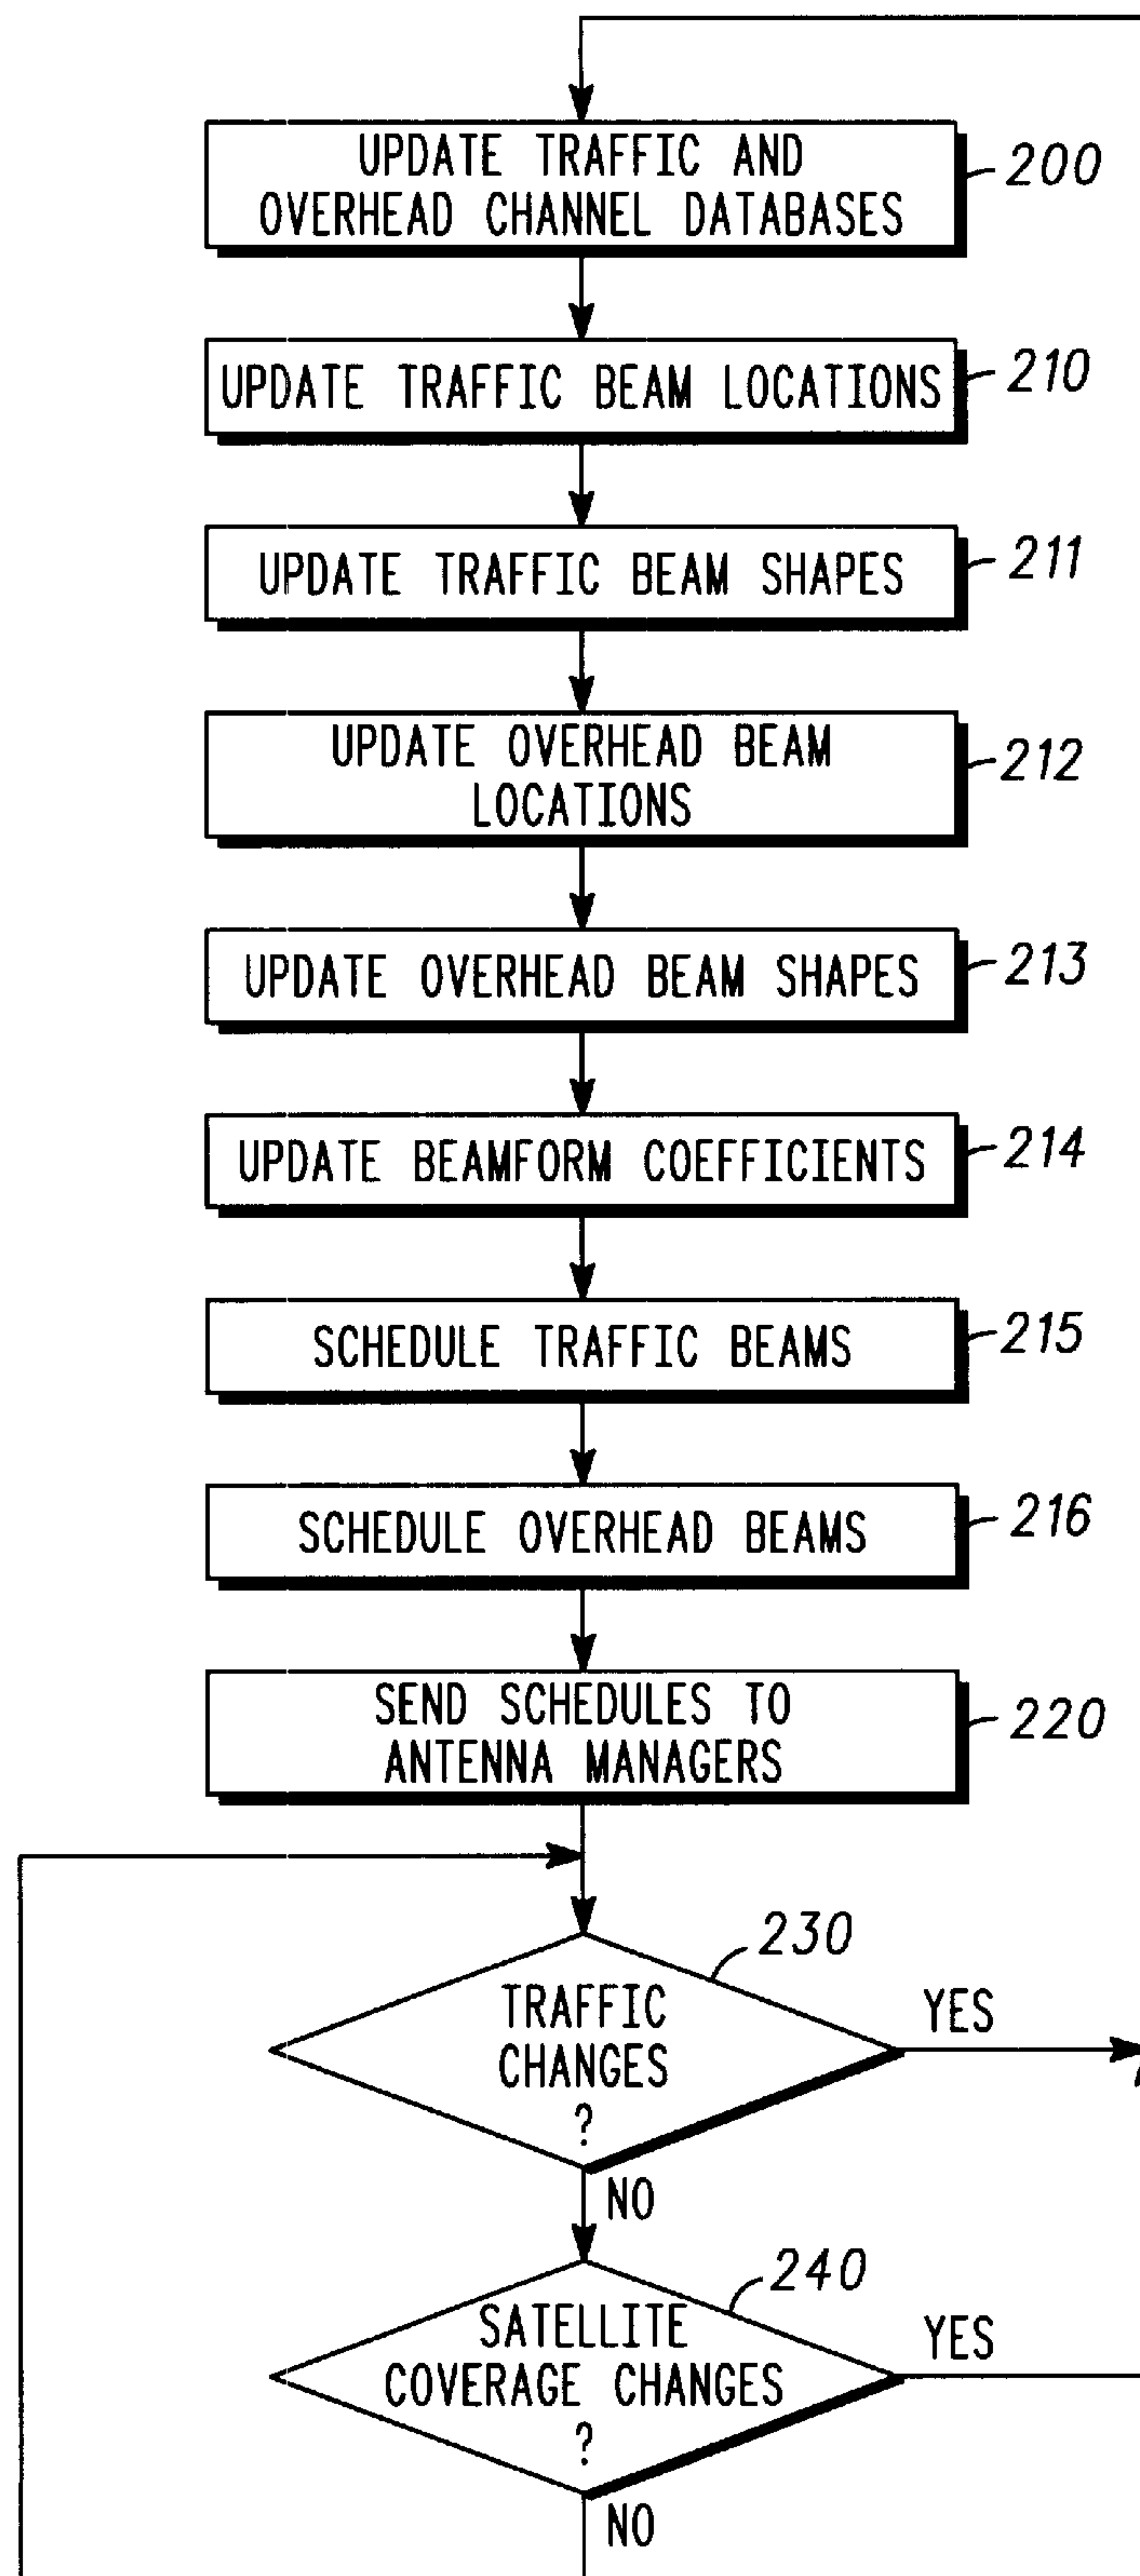 UPDATE TRAFFIC AND
OVERHEAD CHANNEL DATABASES
200
UPDATE TRAFFIC BEAM LOCATIONS
210
UPDATE TRAFFIC BEAM SHAPES
211
UPDATE OVERHEAD BEAM
LOCATIONS
212
UPDATE OVERHEAD BEAM SHAPES
213
UPDATE BEAMFORM COEFFICIENTS
214
SCHEDULE TRAFFIC BEAMS
215
SCHEDULE OVERHEAD BEAMS
216
SEND SCHEDULES TO
ANTENNA MANAGERS
220
230
TRAFFIC
CHANGES
?
YES
NO
240
SATELLITE
COVERAGE CHANGES
?
YES
NO